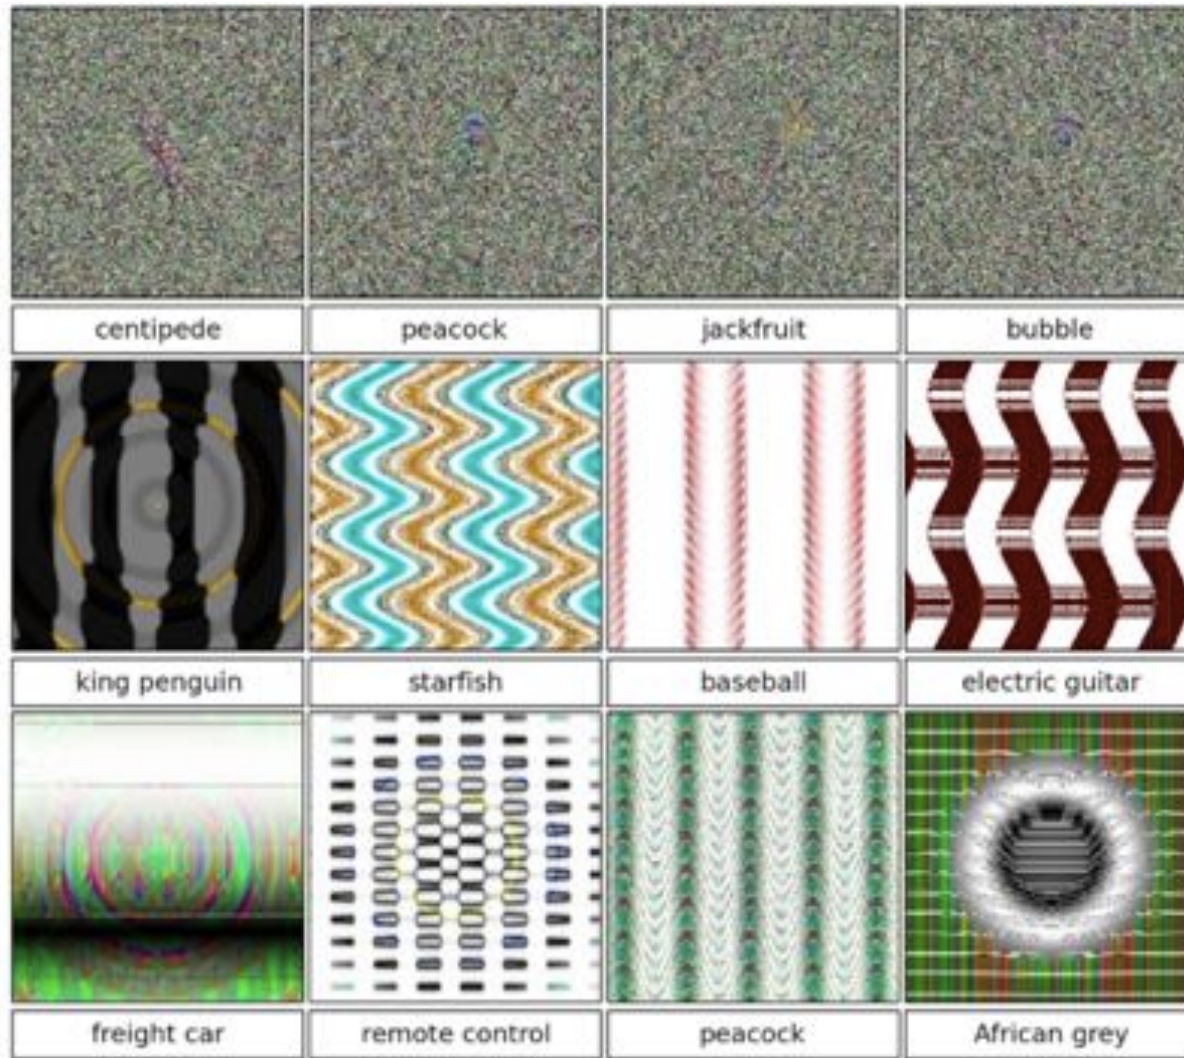 centipede
peacock
jackfruit
bubble
king penguin
starfish
baseball
electric guitar
freight car
remote control
peacock
African grey